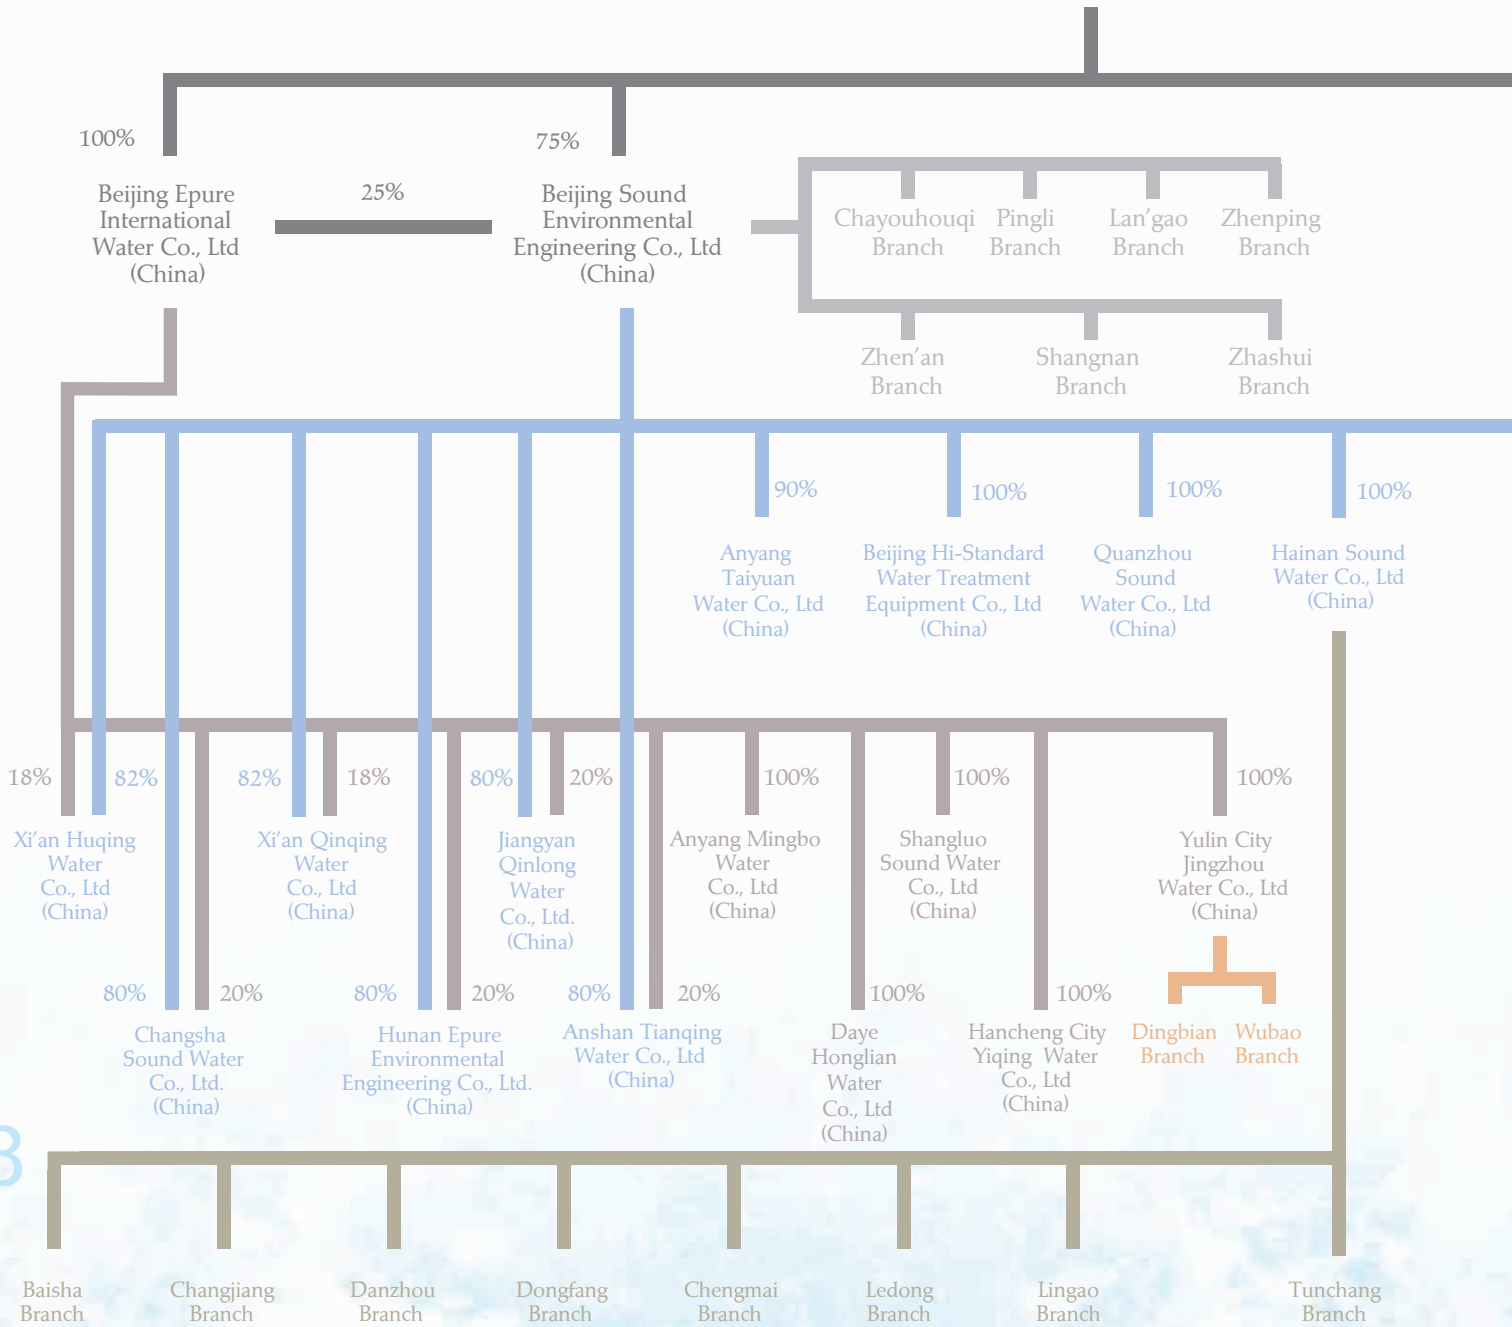 100%
75%
Beijing Epure
International
Water Co., Ltd
(China)
25%
Beijing Sound
Environmental
Engineering Co., Ltd
(China)
Chayouhouqi
Branch
Pingli
Branch
Lan’gao
Branch
Zhenping
Branch
Zhen’an
Branch
Shangnan
Branch
Zhashui
Branch
90%
100%
100%
100%
Anyang
Taiyuan
Water Co., Ltd
(China)
Beijing Hi-Standard
Water Treatment
Equipment Co., Ltd
(China)
Quanzhou
Sound
Water Co., Ltd
(China)
Hainan Sound
Water Co., Ltd
(China)
18%
82%
82%
18%
80%
20%
100%
100%
100%
Xi’an Huqing
Water
Co., Ltd
(China)
Xi’an Qinqing
Water
Co., Ltd
(China)
Jiangyan
Qinlong
Water
Co., Ltd.
(China)
Anyang Mingbo
Water
Co., Ltd
(China)
Shangluo
Sound Water
Co., Ltd
(China)
Yulin City
Jingzhou
Water Co., Ltd
(China)
80%
20%
80%
20%
80%
20%
100%
100%
Changsha
Sound Water
Co., Ltd.
(China)
Hunan Epure
Environmental
Engineering Co., Ltd.
(China)
Anshan Tianqing
Water Co., Ltd
(China)
Daye
Honglian
Water
Co., Ltd
(China)
Hancheng City
Yiqing Water
Co., Ltd
(China)
Dingbian
Branch
Wubao
Branch
8
Baisha
Branch
Changjiang
Branch
Danzhou
Branch
Dongfang
Branch
Chengmai
Branch
Ledong
Branch
Lingao
Branch
Tunchang
Branch